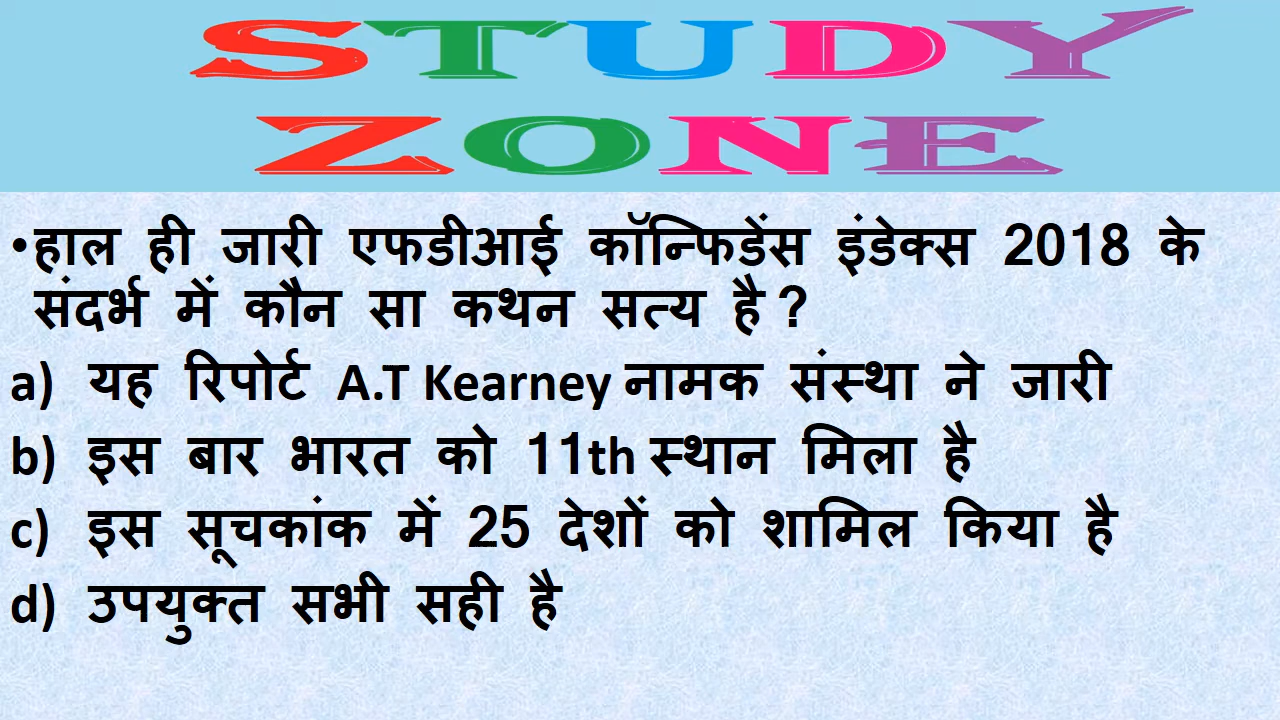 STUDY
ZONE
•हाल ही जारी एफडीआई कॉन्फिडेंस इंडेक्स 2018 के
संदर्भ में कौन सा कथन सत्य है ?
a) यह रिपोर्ट A.T Kearney नामक संस्था ने जारी
b) इस बार भारत को 11th स्थान मिला है
c) इस सूचकांक में 25 देशों को शामिल किया है
d) उपयुक्त सभी सही है